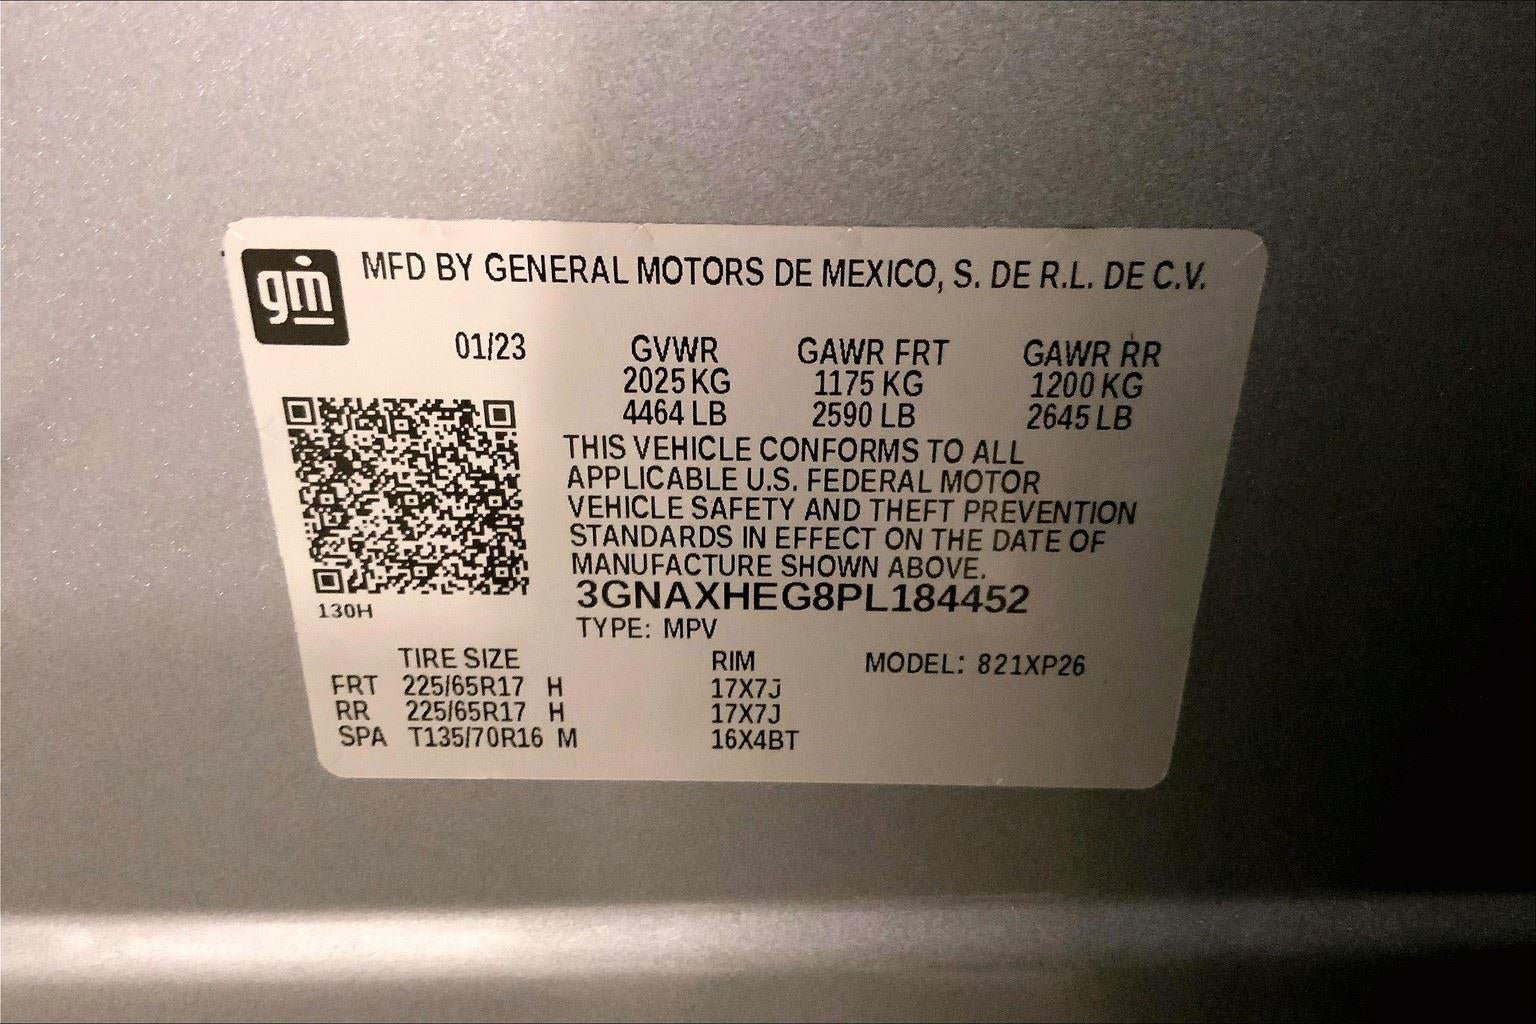 gm MFD BY GENERAL MOTORS DE MEXICO, S. DE R.L. DE C.V.
01/23 GVWR GAWR FRT GAWR RR
2025 KG 1175 KG 1200 KG
4464 LB 2590 LB 2645 LB
THIS VEHICLE CONFORMS TO ALL
APPLICABLE U.S. FEDERAL MOTOR
VEHICLE SAFETY AND THEFT PREVENTION
STANDARDS IN EFFECT ON THE DATE OF
MANUFACTURE SHOWN ABOVE.
3GNAXHEG8PL184452
130H
TYPE: MPV
TIRE SIZE RIM MODEL: 821XP26
FRT 225/65R17 H 17X7J
RR 225/65R17 H 17X7J
SPA T135/70R16 M 16X4BT